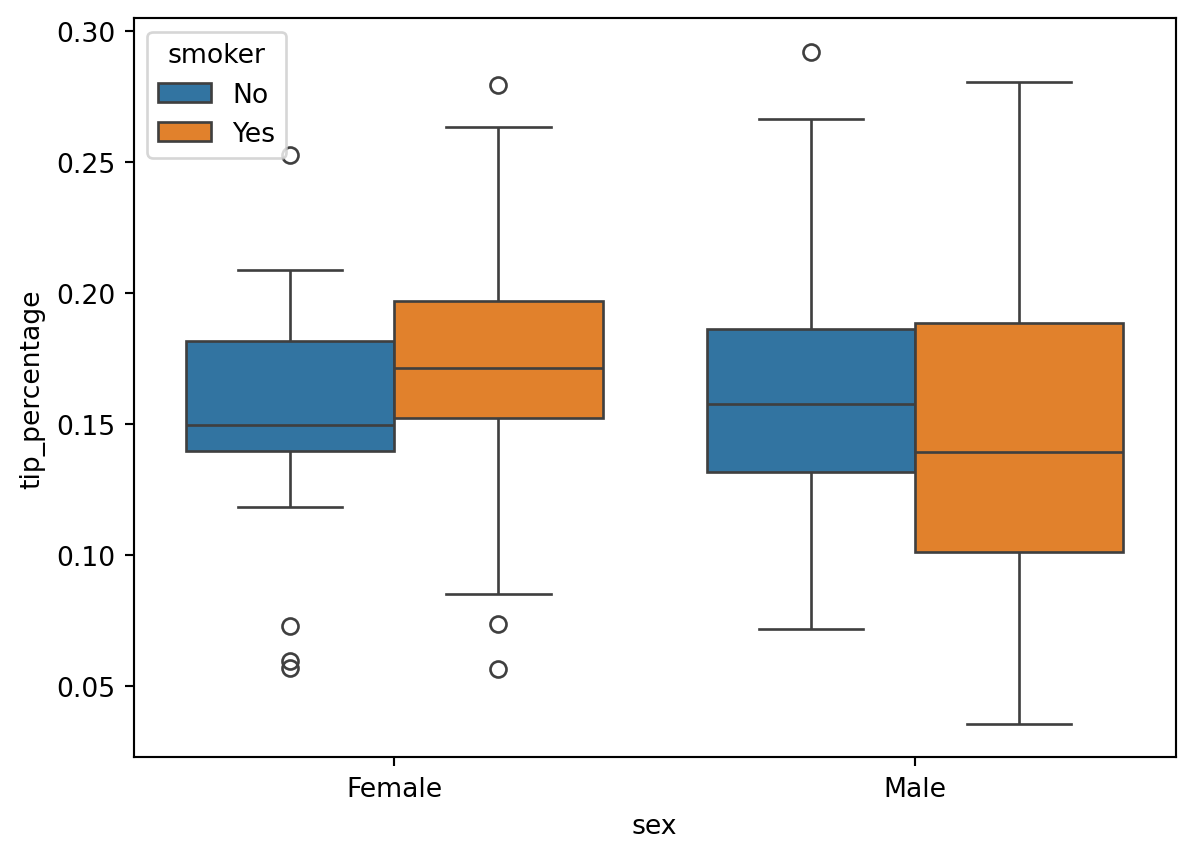 smoker
No
Yes
0.30
0.25
0.20
0.15
0.10
0.05
tip_percentage
Female
Male
sex